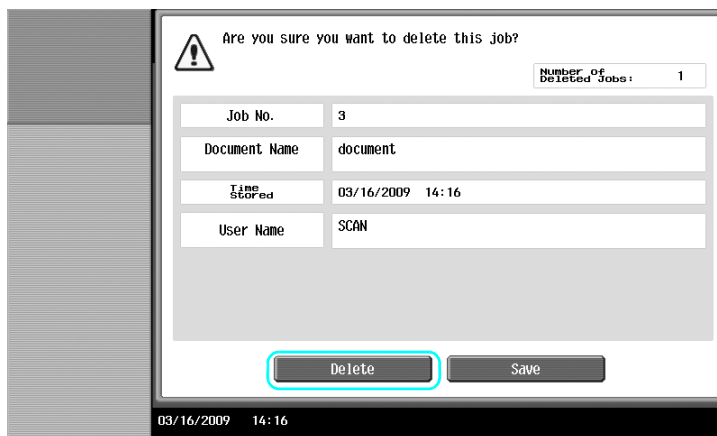 Are you sure you want to delete this job?
Number of
Deleted Jobs: 1
Job No. 3
Document Name document
Time
Stored 03/16/2009 14:16
User Name SCAN
Delete Save
03/16/2009 14:16